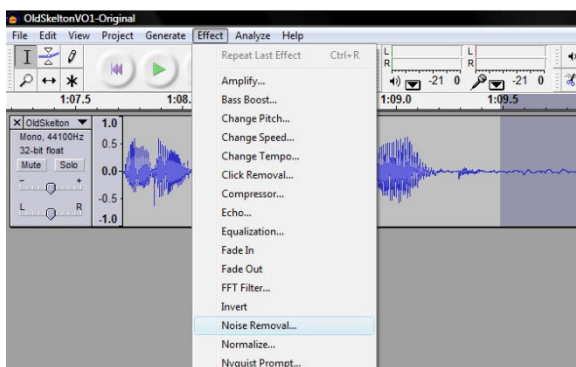 OldSkeltonVO1-Original
File Edit View Project Generate Effect Analyze Help
Repeat Last Effect Ctrl+R
L
R
-21 0
L
R
-21 0
1:07.5 1:08. 1:09.0 1:09.5
OldSkelton
Mono, 44100Hz
32-bit float
Mute Solo
- +
L R
1.0
0.5
0.0
-0.5
-1.0
Amplify...
Bass Boost...
Change Pitch...
Change Speed...
Change Tempo...
Click Removal...
Compressor...
Echo...
Equalization...
Fade In
Fade Out
FFT Filter...
Invert
Noise Removal...
Normalize...
Nyquist Prompt...